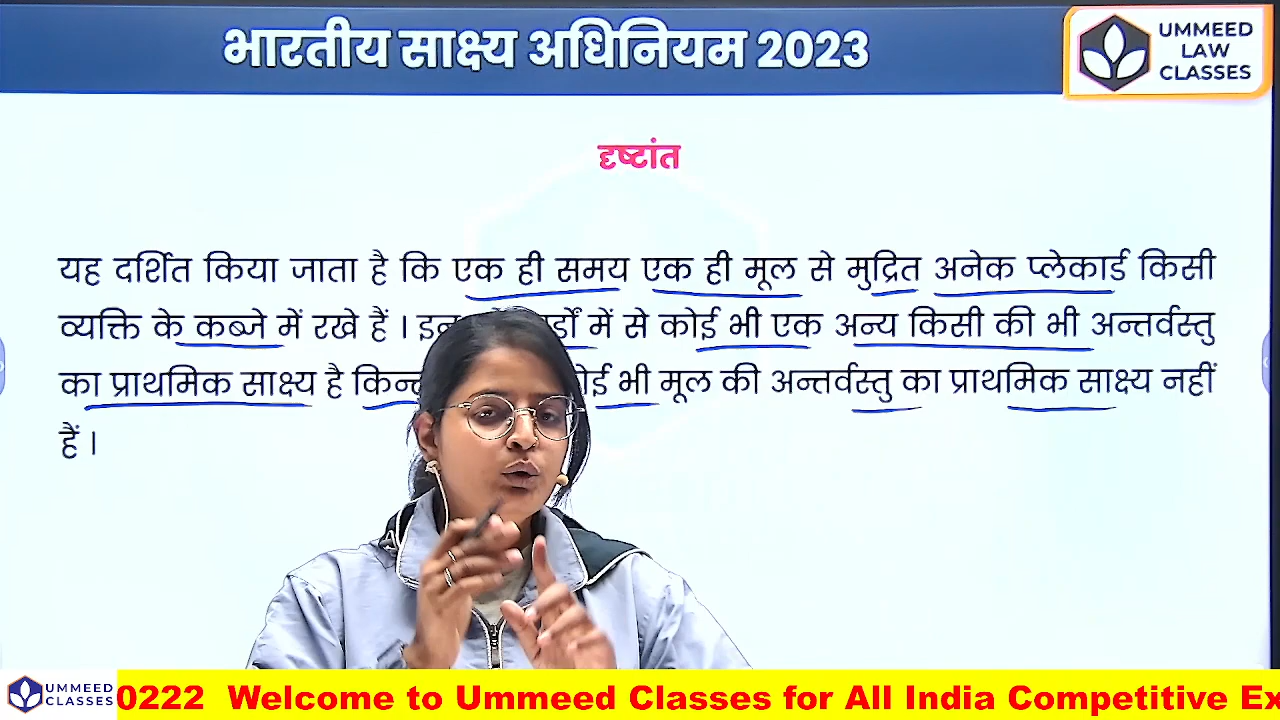 भारतीय साक्ष्य अधिनियम 2023
UMMEED
LAW
CLASSES
दृष्टांत
यह दर्शित किया जाता है कि एक ही समय एक ही मूल से मुद्रित अनेक प्लेकार्ड किसी
व्यक्ति के कब्जे में रखे हैं । में से कोई भी एक अन्य किसी की भी अन्तर्वस्तु
का प्राथमिक साक्ष्य है भी मूल की अन्तर्वस्तु का प्राथमिक साक्ष्य नहीं
हैं ।
UMMEED
CLASSES
0222 Welcome to Ummeed Classes for All India Competitive Ex